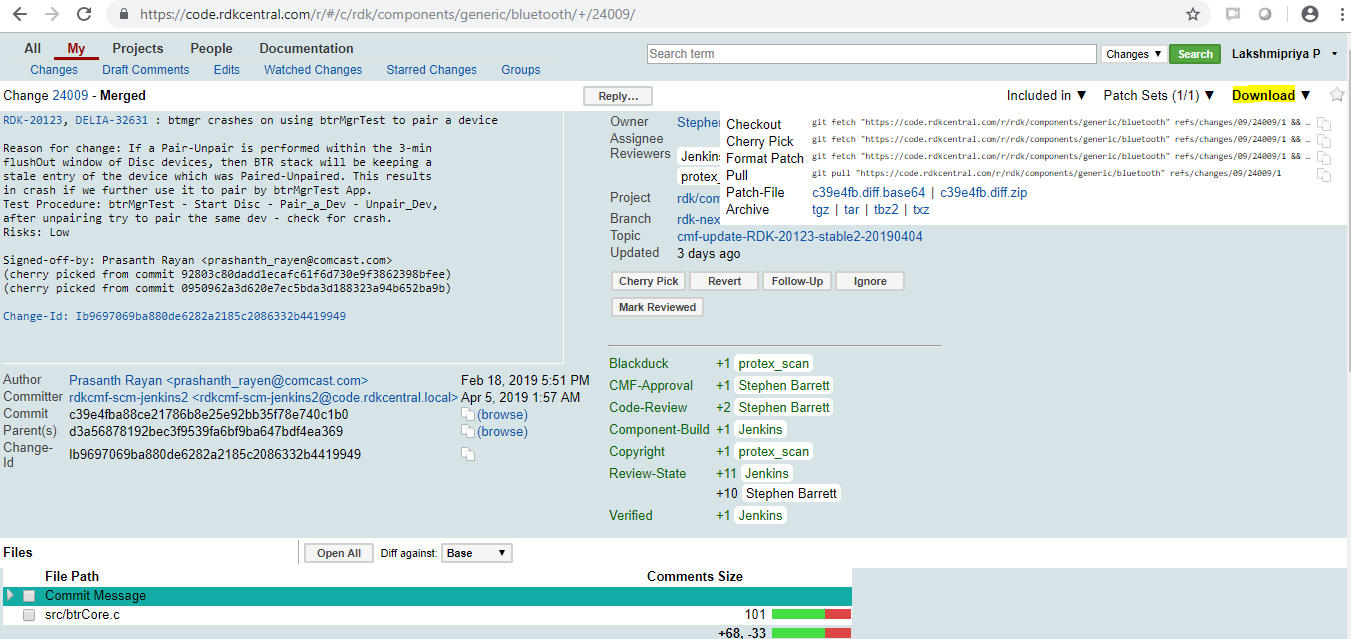 https://code.rdkcentral.com/r/#/c/rdk/components/generic/bluetooth/+/24009/
All My Projects People Documentation
Search term Changes ▼ Search Lakshmipriya P
Changes Draft Comments Edits Watched Changes Starred Changes Groups
Change 24009 - Merged Reply… Included in ▼ Patch Sets (1/1) ▼ Download ▼
RDK-20123, DELIA-32631 : btmgr crashes on using btrMgrTest to pair a device
Reason for change: If a Pair-Unpair is performed within the 3-min
flushOut window of Disc devices, then BTR stack will be keeping a
stale entry of the device which was Paired-Unpaired. This results
in crash if we further use it to pair by btrMgrTest App.
Test Procedure: btrMgrTest - Start Disc - Pair_a_Dev - Unpair_Dev,
after unpairing try to pair the same dev - check for crash.
Risks: Low
Signed-off-by: Prasanth Rayan <prashanth_rayen@comcast.com>
(cherry picked from commit 92803c80dadd1ecafc61f6d730e9f3862398bfee)
(cherry picked from commit 0950962a3d620e7ec5bda3d188323a94b652ba9b)
Change-Id: Ib9697069ba880de6282a2185c2086332b4419949
Owner Stephen
Assignee
Reviewers Jenkins
protex_
Project rdk/com
Branch rdk-nex
Topic cmf-update-RDK-20123-stable2-20190404
Updated 3 days ago
Checkout git fetch "https://code.rdkcentral.com/r/rdk/components/generic/bluetooth" refs/changes/09/24009/1 && …
Cherry Pick git fetch "https://code.rdkcentral.com/r/rdk/components/generic/bluetooth" refs/changes/09/24009/1 && …
Format Patch git fetch "https://code.rdkcentral.com/r/rdk/components/generic/bluetooth" refs/changes/09/24009/1 && …
Pull git pull "https://code.rdkcentral.com/r/rdk/components/generic/bluetooth" refs/changes/09/24009/1
Patch-File c39e4fb.diff.base64 | c39e4fb.diff.zip
Archive tgz | tar | tbz2 | txz
Cherry Pick Revert Follow-Up Ignore
Mark Reviewed
Blackduck +1 protex_scan
CMF-Approval +1 Stephen Barrett
Code-Review +2 Stephen Barrett
Component-Build +1 Jenkins
Copyright +1 protex_scan
Review-State +11 Jenkins
+10 Stephen Barrett
Verified +1 Jenkins
Author Prasanth Rayan <prashanth_rayen@comcast.com> Feb 18, 2019 5:51 PM
Committer rdkcmf-scm-jenkins2 <rdkcmf-scm-jenkins2@code.rdkcentral.local> Apr 5, 2019 1:57 AM
Commit c39e4fba88ce21786b8e25e92bb35f78e740c1b0 (browse)
Parent(s) d3a56878192bec3f9539fa6bf9ba647bdf4ea369 (browse)
Change-
Id Ib9697069ba880de6282a2185c2086332b4419949
Files Open All Diff against: Base ▼
File Path Comments Size
Commit Message
src/btrCore.c 101
+68, -33